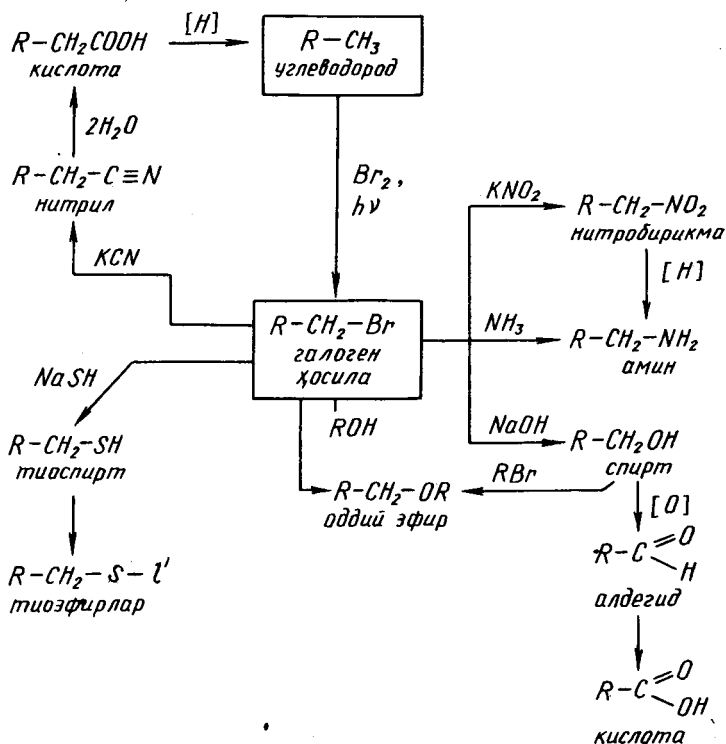 [H]
R–CH₂COOH
кислота
R–CH₃
углеводород
2H₂O
R–CH₂–C≡N
нитрил
KCN
Br₂,
hν
R–CH₂–Br
галоген
ҳосила
KNO₂
R–CH₂–NO₂
нитробирикма
[H]
NH₃
R–CH₂–NH₂
амин
NaSH
R–CH₂–SH
тиоспирт
R–CH₂–S–l'
тиоэфирлар
ROH
R–CH₂–OR
оддий эфир
RBr
NaOH
R–CH₂OH
спирт
[O]
R–C
O
H
алдегид
R–C
O
OH
кислота